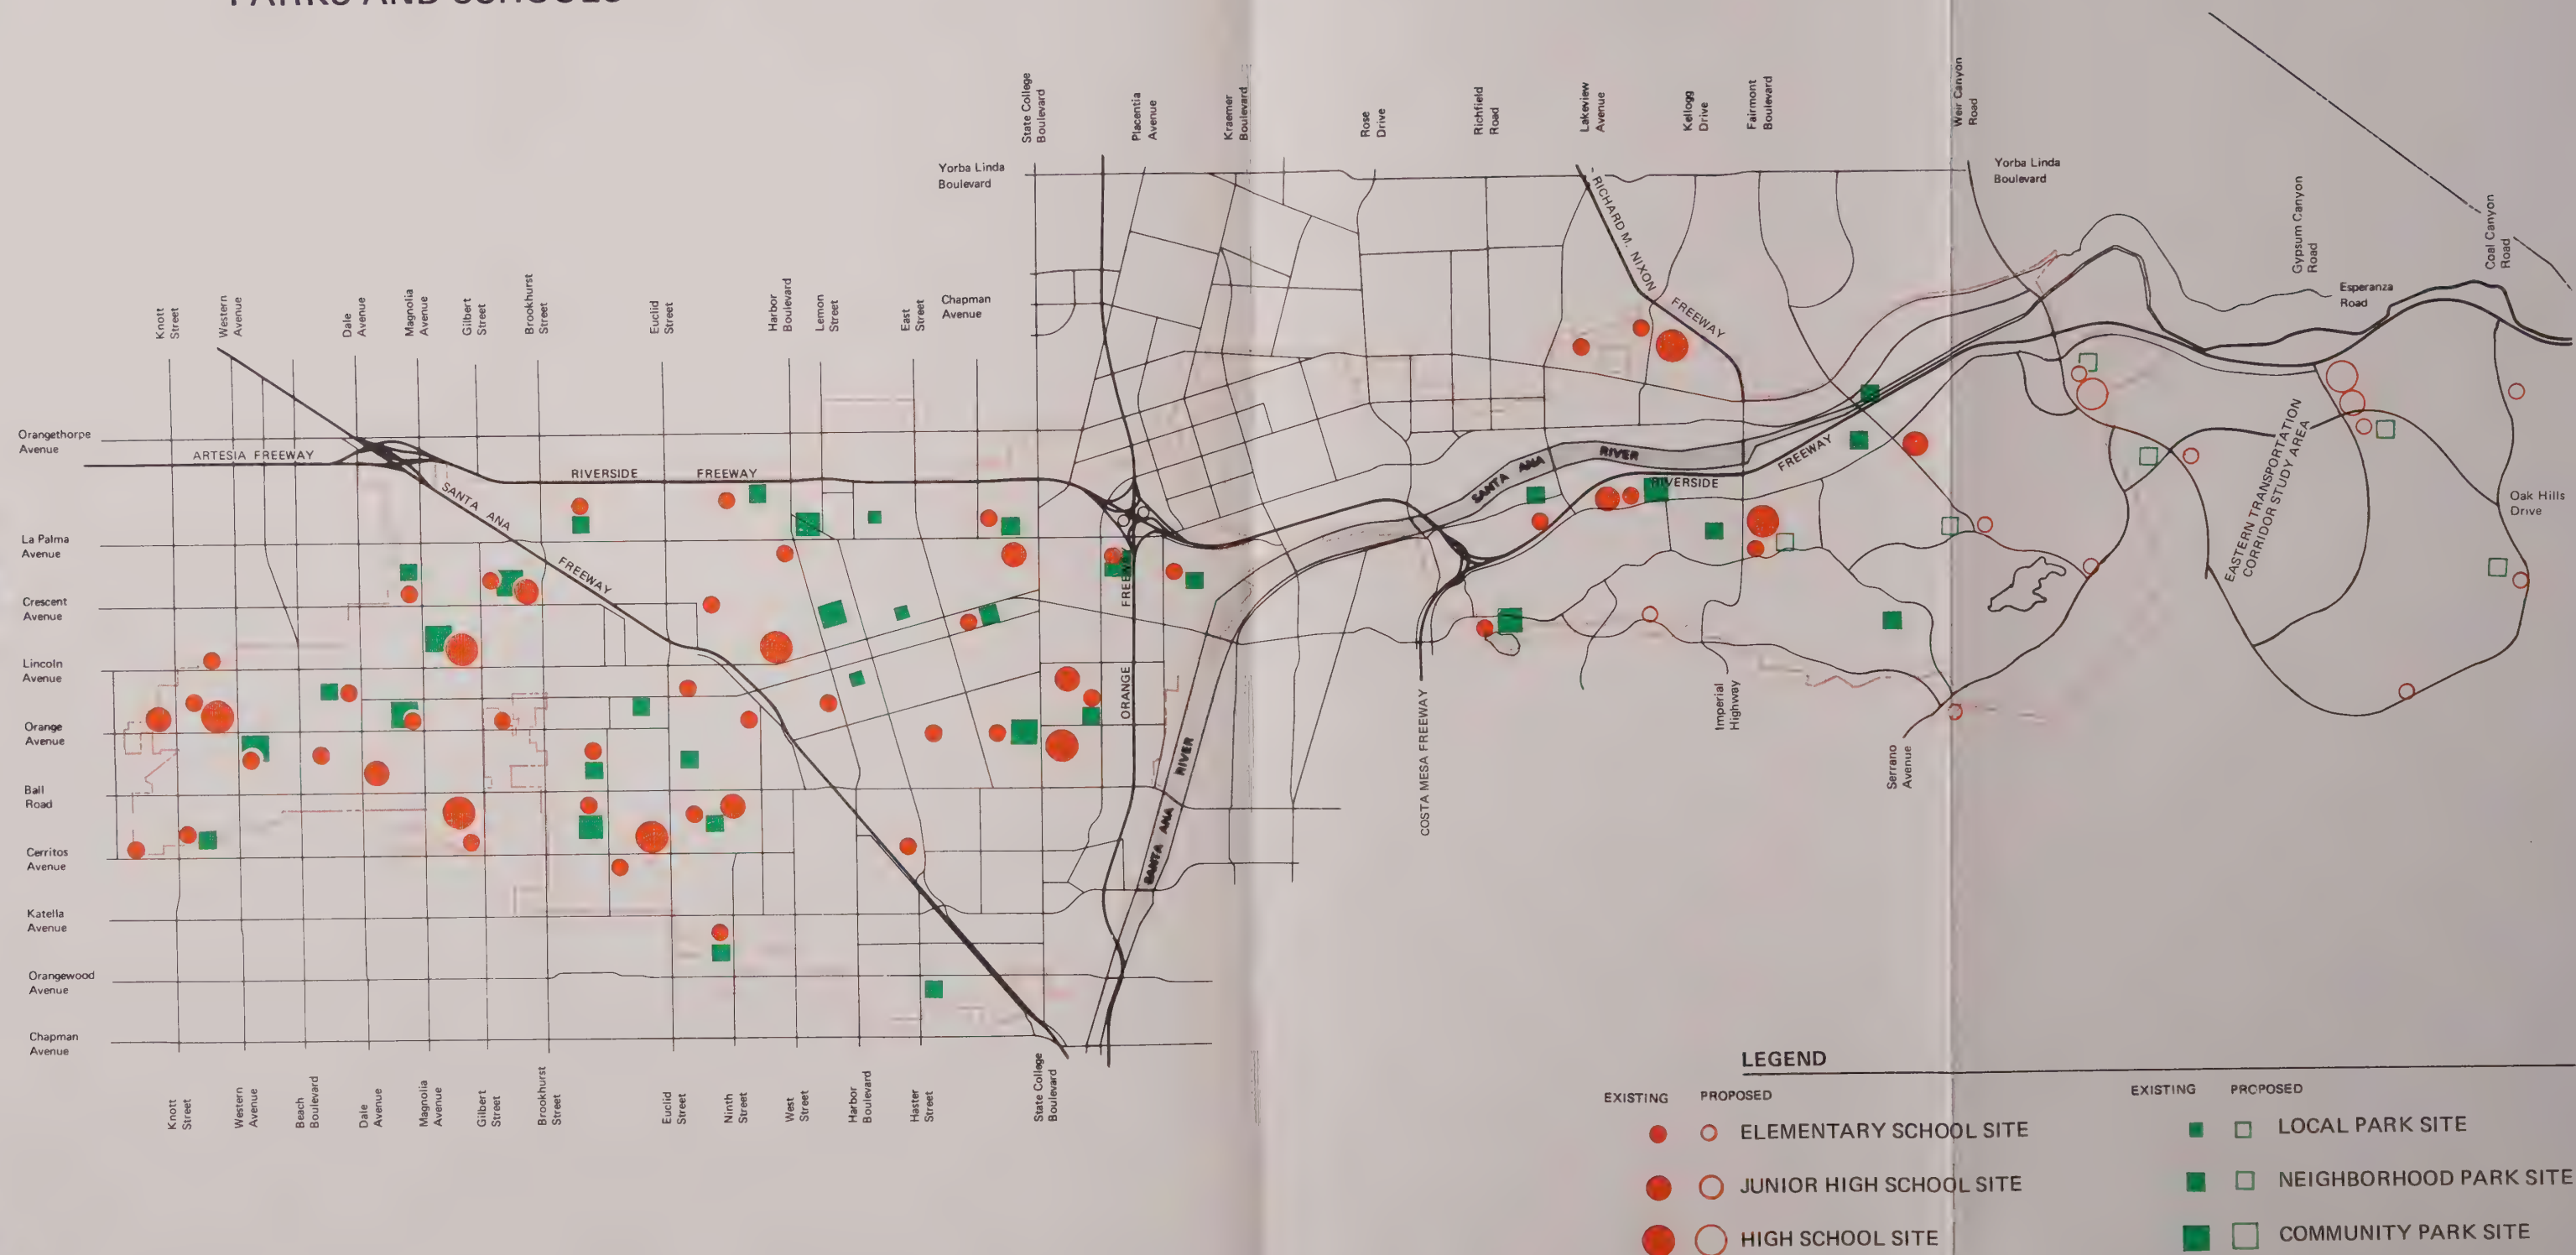 PARKS AND SCHOOLS
State College
Boulevard
Placentia
Avenue
Kraemer
Boulevard
Rose
Drive
Richfield
Road
Lakeview
Avenue
Kellogg
Drive
Fairmont
Boulevard
Weir Canyon
Road
Yorba Linda
Boulevard
Yorba Linda
Boulevard
Gypsum Canyon
Road
Coal Canyon
Road
RICHARD M. NIXON
FREEWAY
Esperanza
Road
Knott
Street
Western
Avenue
Dale
Avenue
Magnolia
Avenue
Gilbert
Street
Brookhurst
Street
Euclid
Street
Harbor
Boulevard
Lemon
Street
East
Street
Chapman
Avenue
Orangethorpe
Avenue
ARTESIA FREEWAY
RIVERSIDE FREEWAY
SANTA ANA
FREEWAY
SANTA ANA RIVER
RIVERSIDE
FREEWAY
EASTERN TRANSPORTATION
CORRIDOR STUDY AREA
Oak Hills
Drive
La Palma
Avenue
Crescent
Avenue
Lincoln
Avenue
Orange
Avenue
Ball
Road
Cerritos
Avenue
Katella
Avenue
Orangewood
Avenue
Chapman
Avenue
ORANGE
FREEWAY
SANTA ANA RIVER
COSTA MESA FREEWAY
Imperial
Highway
Serrano
Avenue
Knott
Street
Western
Avenue
Beach
Boulevard
Dale
Avenue
Magnolia
Avenue
Gilbert
Street
Brookhurst
Street
Euclid
Street
Ninth
Street
West
Street
Harbor
Boulevard
Haster
Street
State College
Boulevard
LEGEND
EXISTING PROPOSED
ELEMENTARY SCHOOL SITE
JUNIOR HIGH SCHOOL SITE
HIGH SCHOOL SITE
EXISTING PROPOSED
LOCAL PARK SITE
NEIGHBORHOOD PARK SITE
COMMUNITY PARK SITE